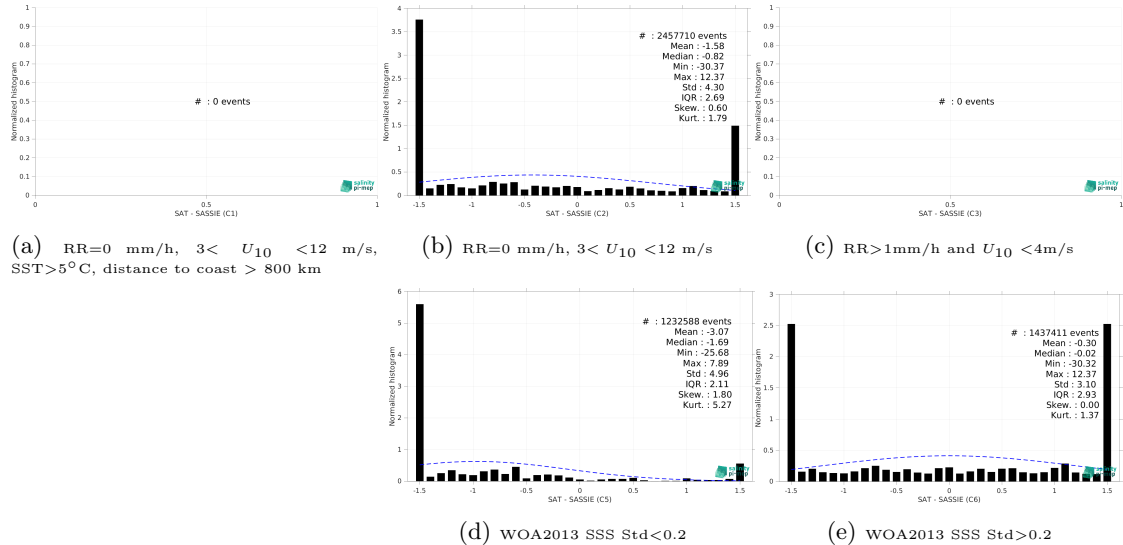 1
0.9
0.8
0.7
0.6
0.5
0.4
0.3
0.2
0.1
0
Normalized histogram
# : 0 events
0 0.5 1
SAT - SASSIE (C1)
salinity
pi-mep
(a) RR=0 mm/h, 3< U10 <12 m/s,
SST>5°C, distance to coast > 800 km
4
3.5
3
2.5
2
1.5
1
0.5
0
Normalized histogram
# : 2457710 events
Mean : -1.58
Median : -0.82
Min : -30.37
Max : 12.37
Std : 4.30
IQR : 2.69
Skew. : 0.60
Kurt. : 1.79
-1.5 -1 -0.5 0 0.5 1 1.5
SAT - SASSIE (C2)
salinity
pi-mep
(b) RR=0 mm/h, 3< U10 <12 m/s
1
0.9
0.8
0.7
0.6
0.5
0.4
0.3
0.2
0.1
0
Normalized histogram
# : 0 events
0 0.5 1
SAT - SASSIE (C3)
salinity
pi-mep
(c) RR>1mm/h and U10 <4m/s
6
5
4
3
2
1
0
Normalized histogram
# : 1232588 events
Mean : -3.07
Median : -1.69
Min : -25.68
Max : 7.89
Std : 4.96
IQR : 2.11
Skew. : 1.80
Kurt. : 5.27
-1.5 -1 -0.5 0 0.5 1 1.5
SAT - SASSIE (C5)
salinity
pi-mep
(d) WOA2013 SSS Std<0.2
3
2.5
2
1.5
1
0.5
0
Normalized histogram
# : 1437411 events
Mean : -0.30
Median : -0.02
Min : -30.32
Max : 12.37
Std : 3.10
IQR : 2.93
Skew. : 0.00
Kurt. : 1.37
-1.5 -1 -0.5 0 0.5 1 1.5
SAT - SASSIE (C6)
salinity
pi-mep
(e) WOA2013 SSS Std>0.2